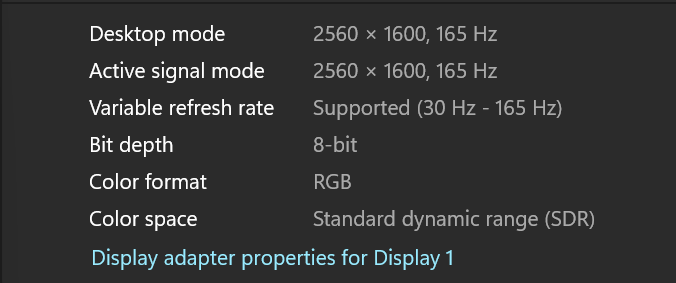 Desktop mode 2560 × 1600, 165 Hz
Active signal mode 2560 × 1600, 165 Hz
Variable refresh rate Supported (30 Hz - 165 Hz)
Bit depth 8-bit
Color format RGB
Color space Standard dynamic range (SDR)
Display adapter properties for Display 1